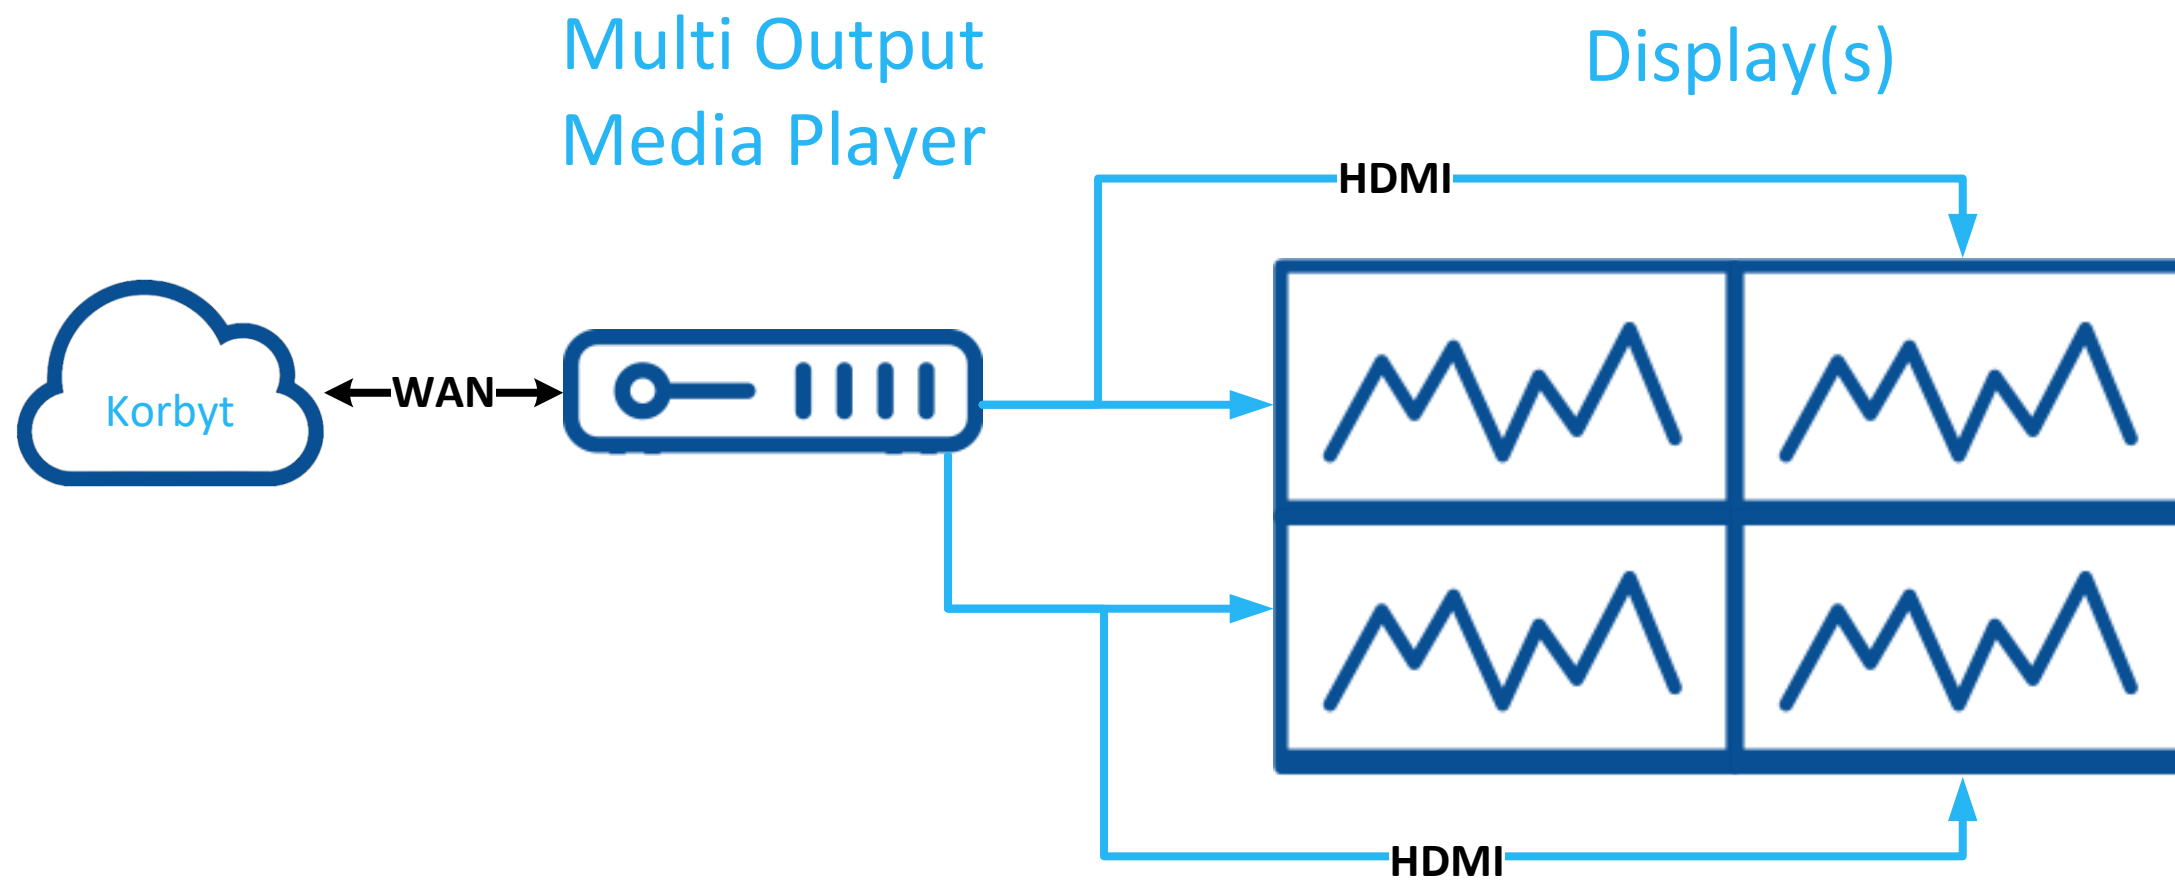 Multi Output
Media Player
Display(s)
HDMI
Korbyt
WAN
HDMI